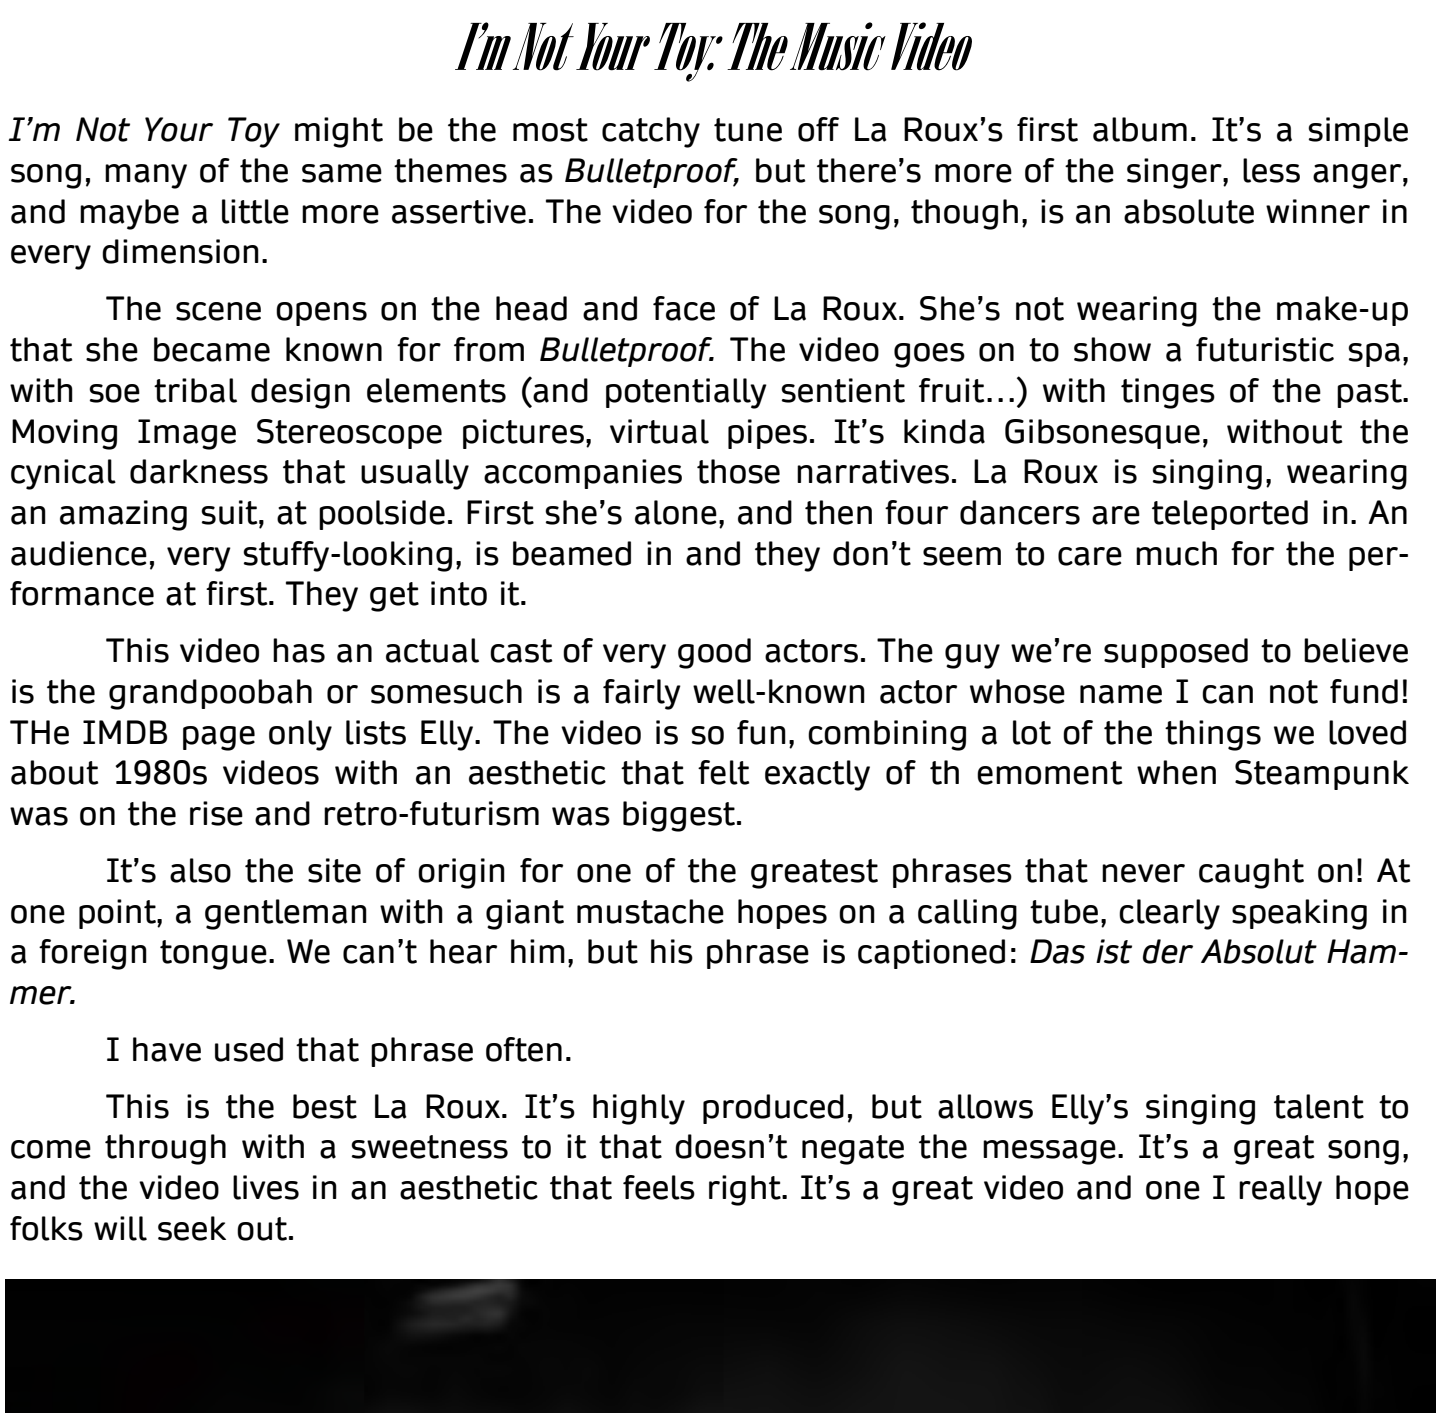 I’m Not Your Toy: The Music Video
I’m Not Your Toy might be the most catchy tune off La Roux’s first album. It’s a simple
song, many of the same themes as Bulletproof, but there’s more of the singer, less anger,
and maybe a little more assertive. The video for the song, though, is an absolute winner in
every dimension.
The scene opens on the head and face of La Roux. She’s not wearing the make-up
that she became known for from Bulletproof. The video goes on to show a futuristic spa,
with soe tribal design elements (and potentially sentient fruit…) with tinges of the past.
Moving Image Stereoscope pictures, virtual pipes. It’s kinda Gibsonesque, without the
cynical darkness that usually accompanies those narratives. La Roux is singing, wearing
an amazing suit, at poolside. First she’s alone, and then four dancers are teleported in. An
audience, very stuffy-looking, is beamed in and they don’t seem to care much for the per-
formance at first. They get into it.
This video has an actual cast of very good actors. The guy we’re supposed to believe
is the grandpoobah or somesuch is a fairly well-known actor whose name I can not fund!
THe IMDB page only lists Elly. The video is so fun, combining a lot of the things we loved
about 1980s videos with an aesthetic that felt exactly of th emoment when Steampunk
was on the rise and retro-futurism was biggest.
It’s also the site of origin for one of the greatest phrases that never caught on! At
one point, a gentleman with a giant mustache hopes on a calling tube, clearly speaking in
a foreign tongue. We can’t hear him, but his phrase is captioned: Das ist der Absolut Ham-
mer.
I have used that phrase often.
This is the best La Roux. It’s highly produced, but allows Elly’s singing talent to
come through with a sweetness to it that doesn’t negate the message. It’s a great song,
and the video lives in an aesthetic that feels right. It’s a great video and one I really hope
folks will seek out.